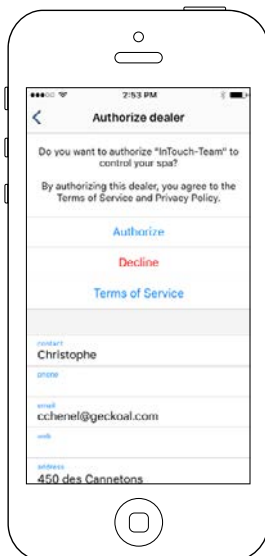 2:53 PM
Authorize dealer
Do you want to authorize "InTouch-Team" to
control your spa?
By authorizing this dealer, you agree to the
Terms of Service and Privacy Policy.
Authorize
Decline
Terms of Service
contact
Christophe
phone
email
cchenel@geckoal.com
web
address
450 des Cannetons